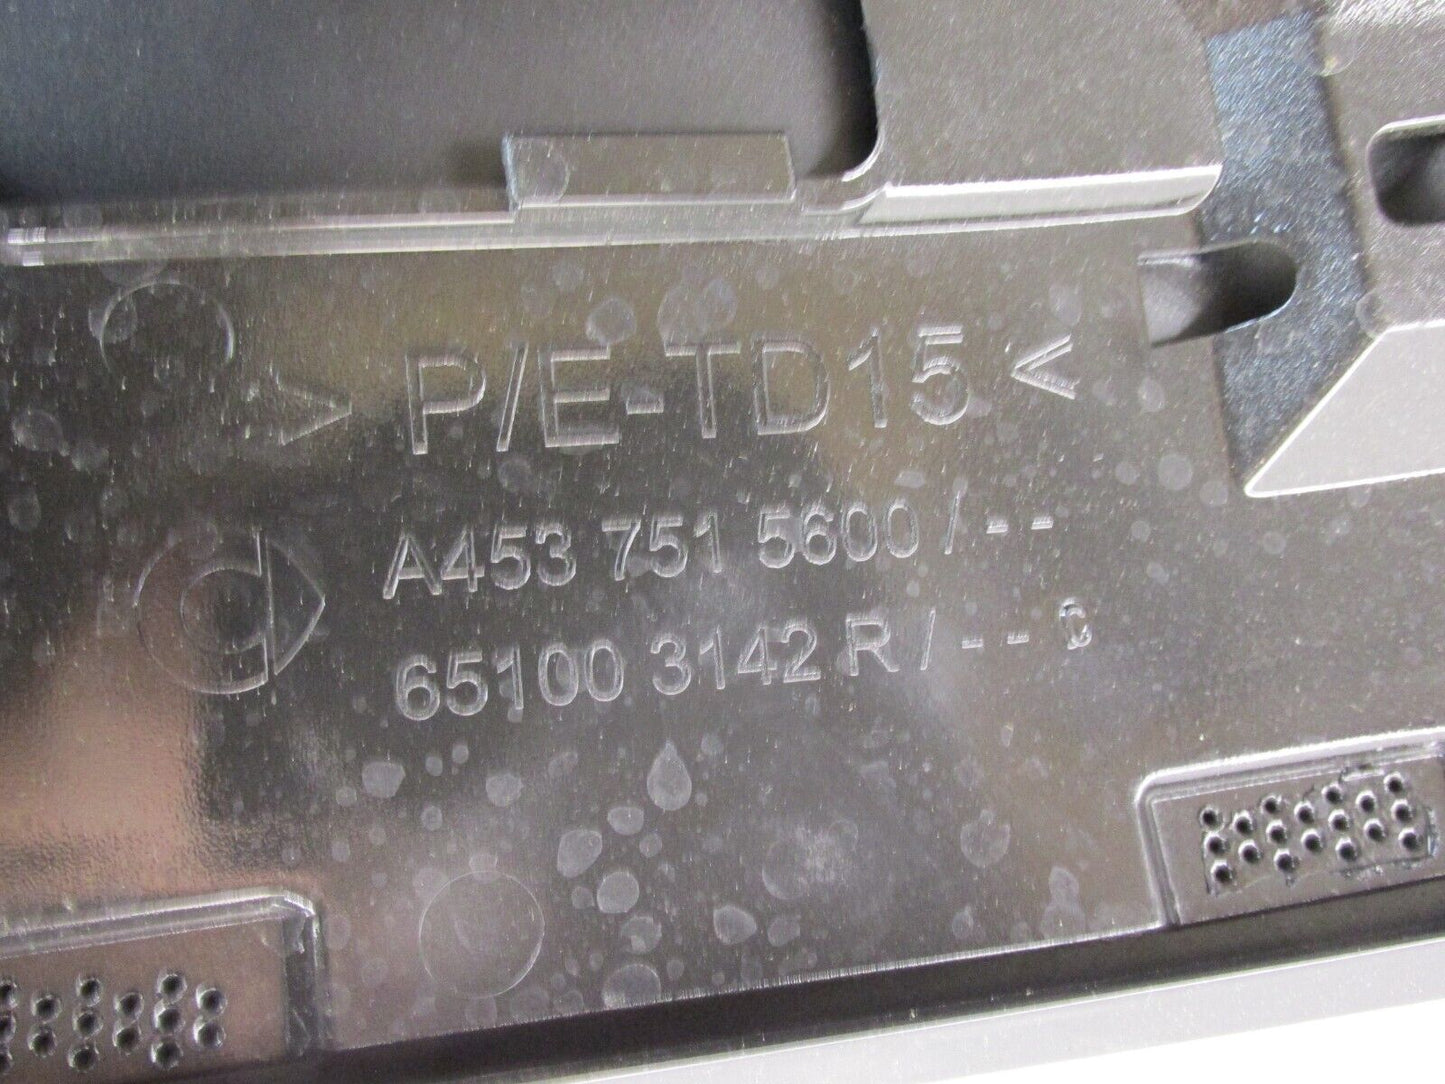 > P/E-TD15 <
A453 751 5600 / - -
65100 3142 R / - - C